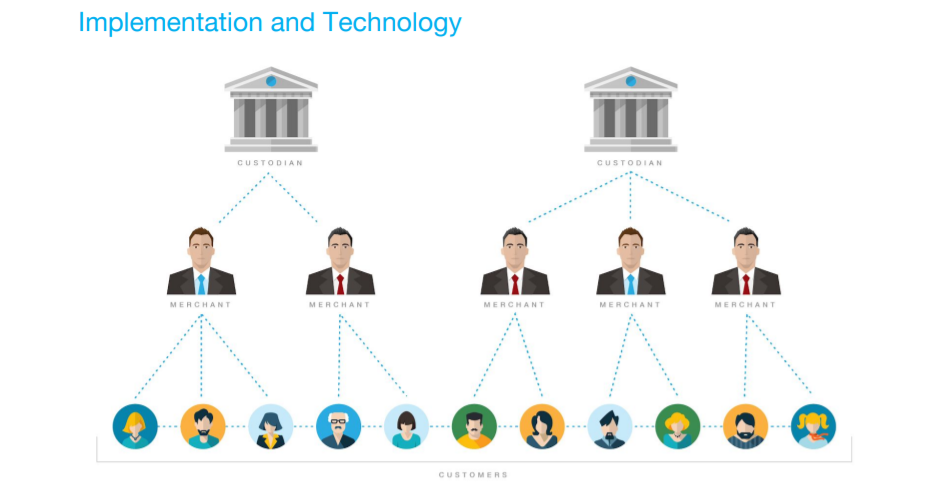 Implementation and Technology
CUSTODIAN CUSTODIAN
MERCHANT MERCHANT MERCHANT MERCHANT MERCHANT
CUSTOMERS